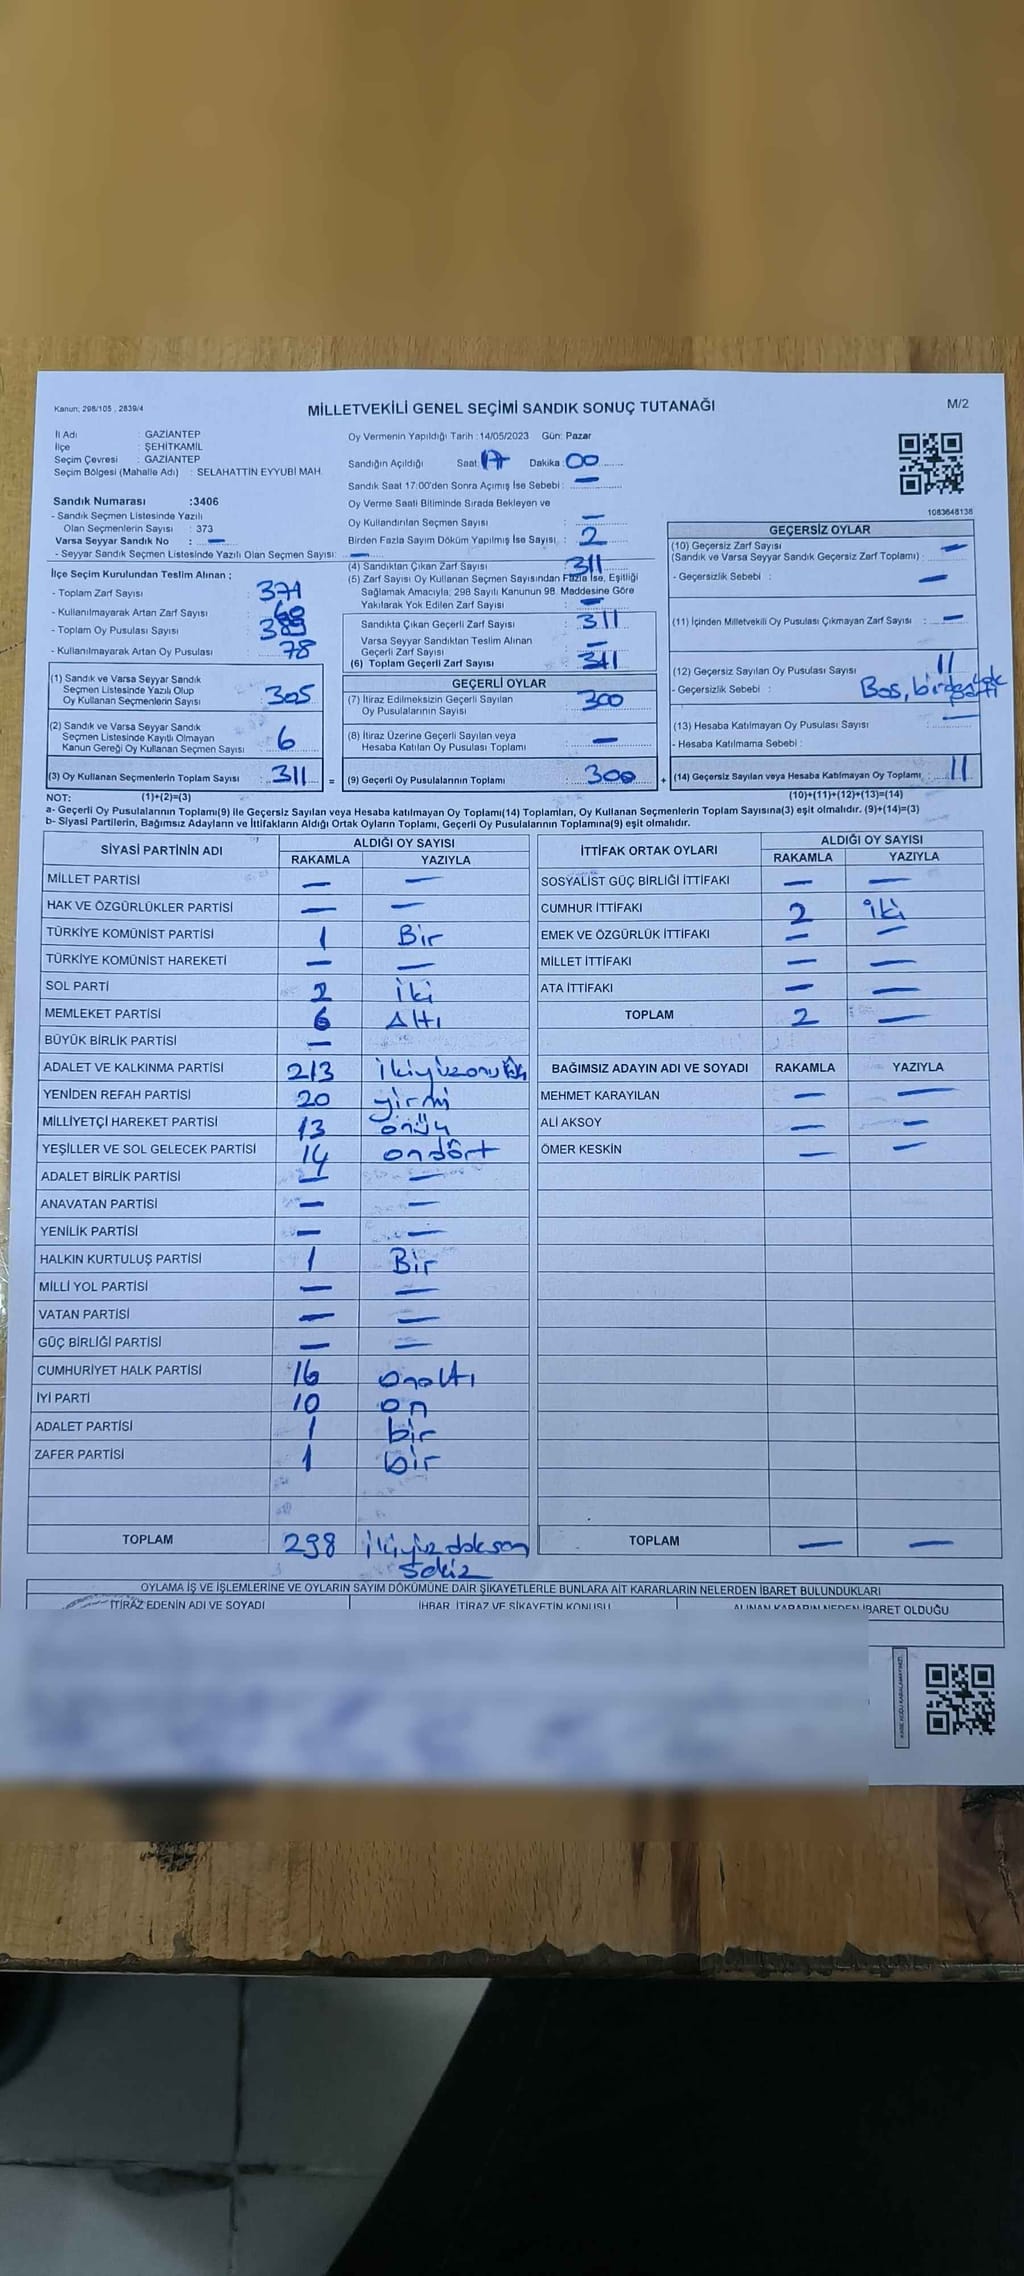 Kanun: 298/105 , 2839/4
MİLLETVEKİLİ GENEL SEÇİMİ SANDIK SONUÇ TUTANAĞI
M/2
İl Adı : GAZİANTEP
İlçe : ŞEHİTKAMİL
Seçim Çevresi : GAZİANTEP
Seçim Bölgesi (Mahalle Adı) : SELAHATTİN EYYUBİ MAH.
Sandık Numarası :3406
- Sandık Seçmen Listesinde Yazılı
Olan Seçmenlerin Sayısı : 373
Varsa Seyyar Sandık No : —
- Seyyar Sandık Seçmen Listesinde Yazılı Olan Seçmen Sayısı: —
Oy Vermenin Yapıldığı Tarih :14/05/2023 Gün: Pazar
Sandığın Açıldığı Saat: 17 Dakika: 00
Sandık Saat 17:00'den Sonra Açımış İse Sebebi : —
Oy Verme Saati Bitiminde Sırada Bekleyen ve
Oy Kullandırılan Seçmen Sayısı : —
Birden Fazla Sayım Döküm Yapılmış İse Sayısı : 2
1083648138
İlçe Seçim Kurulundan Teslim Alınan ;
- Toplam Zarf Sayısı : 371
- Kullanılmayarak Artan Zarf Sayısı : 60
- Toplam Oy Pusulası Sayısı : 389
- Kullanılmayarak Artan Oy Pusulası : 78
(1) Sandık ve Varsa Seyyar Sandık
Seçmen Listesinde Yazılı Olup
Oy Kullanan Seçmenlerin Sayısı : 305
(2) Sandık ve Varsa Seyyar Sandık
Seçmen Listesinde Kayıtlı Olmayan
Kanun Gereği Oy Kullanan Seçmen Sayısı : 6
(3) Oy Kullanan Seçmenlerin Toplam Sayısı : 311 =
(4) Sandıktan Çıkan Zarf Sayısı : 311
(5) Zarf Sayısı Oy Kullanan Seçmen Sayısından Fazla İse, Eşitliği
Sağlamak Amacıyla, 298 Sayılı Kanunun 98. Maddesine Göre
Yakılarak Yok Edilen Zarf Sayısı : —
Sandıkta Çıkan Geçerli Zarf Sayısı : 311
Varsa Seyyar Sandıktan Teslim Alınan
Geçerli Zarf Sayısı : —
(6) Toplam Geçerli Zarf Sayısı : 311
GEÇERLİ OYLAR
(7) İtiraz Edilmeksizin Geçerli Sayılan
Oy Pusulalarının Sayısı : 300
(8) İtiraz Üzerine Geçerli Sayılan veya
Hesaba Katılan Oy Pusulaları Toplamı : —
(9) Geçerli Oy Pusulalarının Toplamı : 300 +
GEÇERSİZ OYLAR
(10) Geçersiz Zarf Sayısı
(Sandık ve Varsa Seyyar Sandık Geçersiz Zarf Toplamı) : —
- Geçersizlik Sebebi : —
(11) İçinden Milletvekili Oy Pusulası Çıkmayan Zarf Sayısı : —
(12) Geçersiz Sayılan Oy Pusulası Sayısı : 11
- Geçersizlik Sebebi : Bos, birden
(13) Hesaba Katılmayan Oy Pusulası Sayısı : —
- Hesaba Katılmama Sebebi :
(14) Geçersiz Sayılan veya Hesaba Katılmayan Oy Toplamı : 11
NOT: (1)+(2)=(3)
(10)+(11)+(12)+(13)=(14)
a- Geçerli Oy Pusulalarının Toplamı(9) ile Geçersiz Sayılan veya Hesaba katılmayan Oy Toplamı(14) Toplamları, Oy Kullanan Seçmenlerin Toplam Sayısına(3) eşit olmalıdır. (9)+(14)=(3)
b- Siyasi Partilerin, Bağımsız Adayların ve İttifakların Aldığı Ortak Oyların Toplamı, Geçerli Oy Pusulalarının Toplamına(9) eşit olmalıdır.
SİYASİ PARTİNİN ADI ALDIĞI OY SAYISI
RAKAMLA YAZIYLA
MİLLET PARTİSİ — —
HAK VE ÖZGÜRLÜKLER PARTİSİ — —
TÜRKİYE KOMÜNİST PARTİSİ 1 Bir
TÜRKİYE KOMÜNİST HAREKETİ — —
SOL PARTİ 2 iki
MEMLEKET PARTİSİ 6 Altı
BÜYÜK BİRLİK PARTİSİ —
ADALET VE KALKINMA PARTİSİ 213
YENİDEN REFAH PARTİSİ 20 yirmi
MİLLİYETÇİ HAREKET PARTİSİ 13 onüç
YEŞİLLER VE SOL GELECEK PARTİSİ 14 ondört
ADALET BİRLİK PARTİSİ — —
ANAVATAN PARTİSİ — —
YENİLİK PARTİSİ — —
HALKIN KURTULUŞ PARTİSİ 1 Bir
MİLLİ YOL PARTİSİ — —
VATAN PARTİSİ — —
GÜÇ BİRLİĞİ PARTİSİ — —
CUMHURİYET HALK PARTİSİ 16 onaltı
İYİ PARTİ 10 on
ADALET PARTİSİ 1 bir
ZAFER PARTİSİ 1 bir
TOPLAM 298 ikiyüz doksan
sekiz
İTTİFAK ORTAK OYLARI ALDIĞI OY SAYISI
RAKAMLA YAZIYLA
SOSYALİST GÜÇ BİRLİĞİ İTTİFAKI — —
CUMHUR İTTİFAKI 2 iki
EMEK VE ÖZGÜRLÜK İTTİFAKI — —
MİLLET İTTİFAKI — —
ATA İTTİFAKI — —
TOPLAM 2 —
BAĞIMSIZ ADAYIN ADI VE SOYADI RAKAMLA YAZIYLA
MEHMET KARAYILAN — —
ALİ AKSOY — —
ÖMER KESKİN — —
TOPLAM — —
OYLAMA İŞ VE İŞLEMLERİNE VE OYLARIN SAYIM DÖKÜMÜNE DAİR ŞİKAYETLERLE BUNLARA AİT KARARLARIN NELERDEN İBARET BULUNDUKLARI
İTİRAZ EDENİN ADI VE SOYADI İHBAR, İTİRAZ VE ŞİKAYETİN KONUSU ALINAN KARARIN NEDEN İBARET OLDUĞU